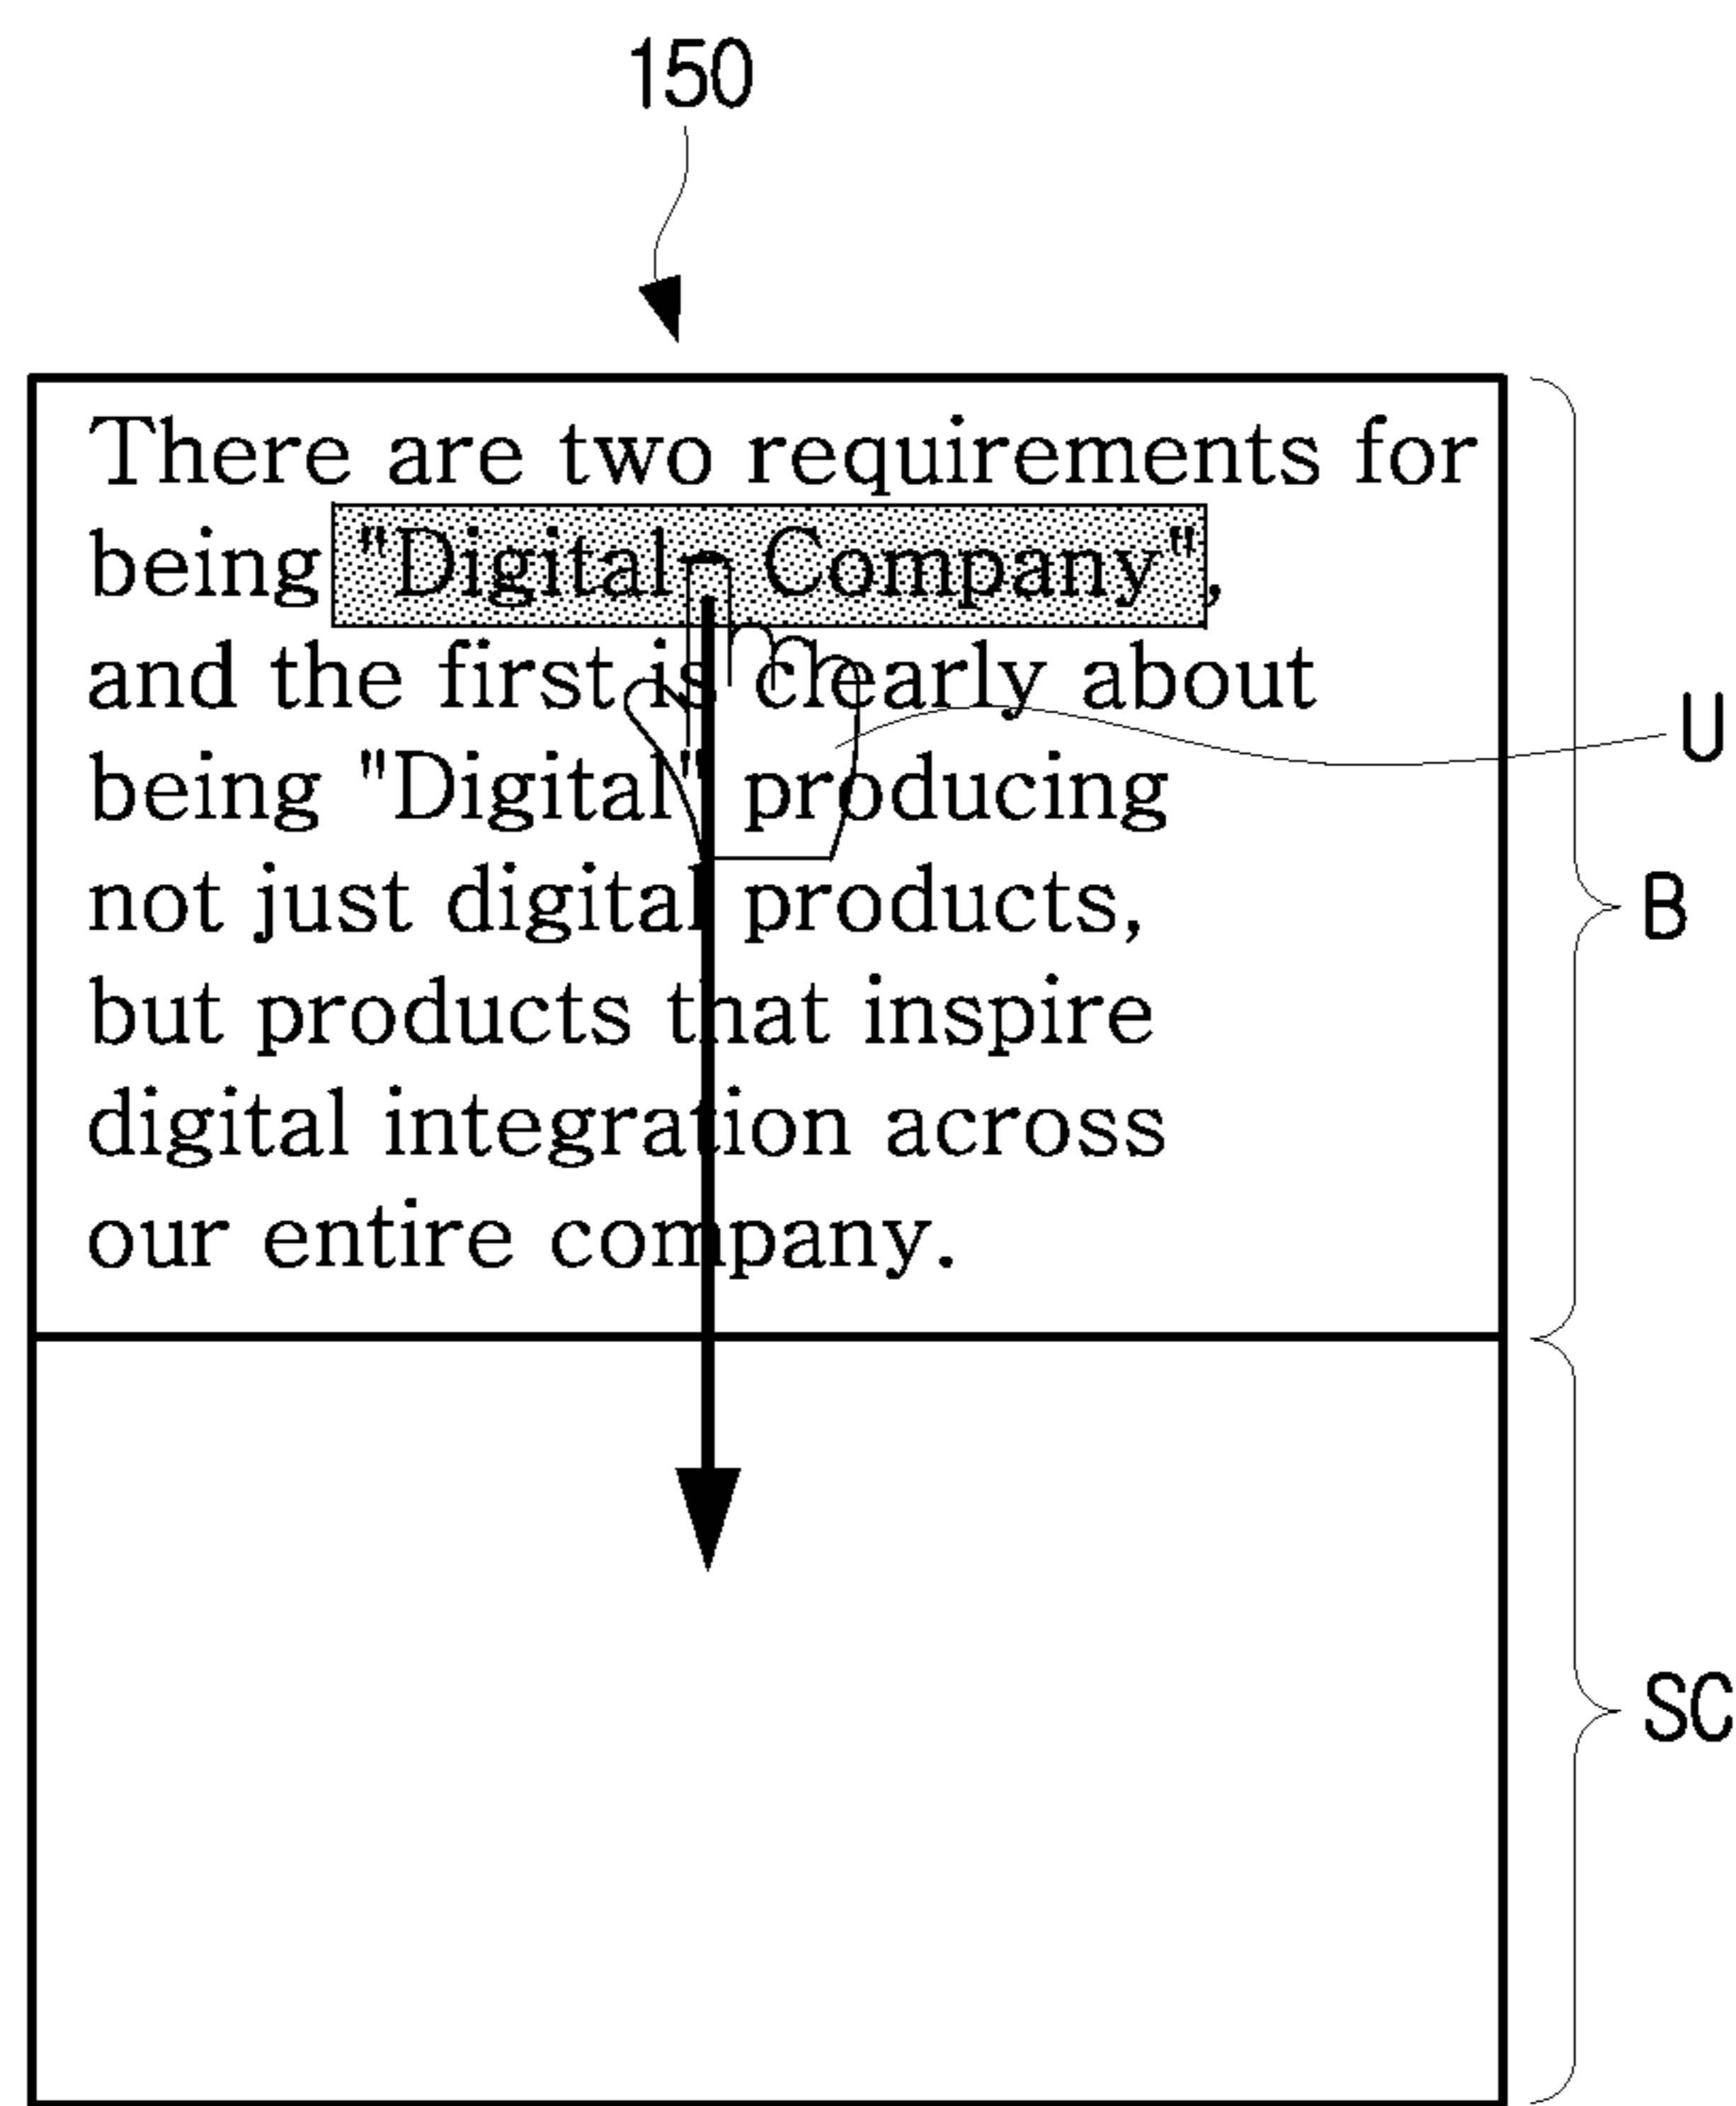 150
There are two requirements for
being "Digital Company",
and the first is clearly about
being "Digital" producing
not just digital products,
but products that inspire
digital integration across
our entire company.
U
B
SC